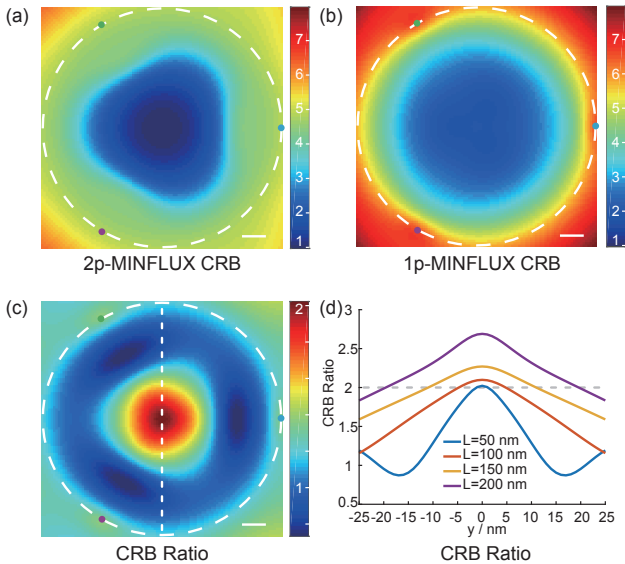 (a)
7
6
5
4
3
2
1
2p-MINFLUX CRB
(b)
7
6
5
4
3
2
1
1p-MINFLUX CRB
(c)
2
1
CRB Ratio
(d)
CRB Ratio
3
2.5
2
1.5
1
0.5
L=50 nm
L=100 nm
L=150 nm
L=200 nm
-25 -20 -15 -10 -5 0 5 10 15 20 25
y / nm
CRB Ratio